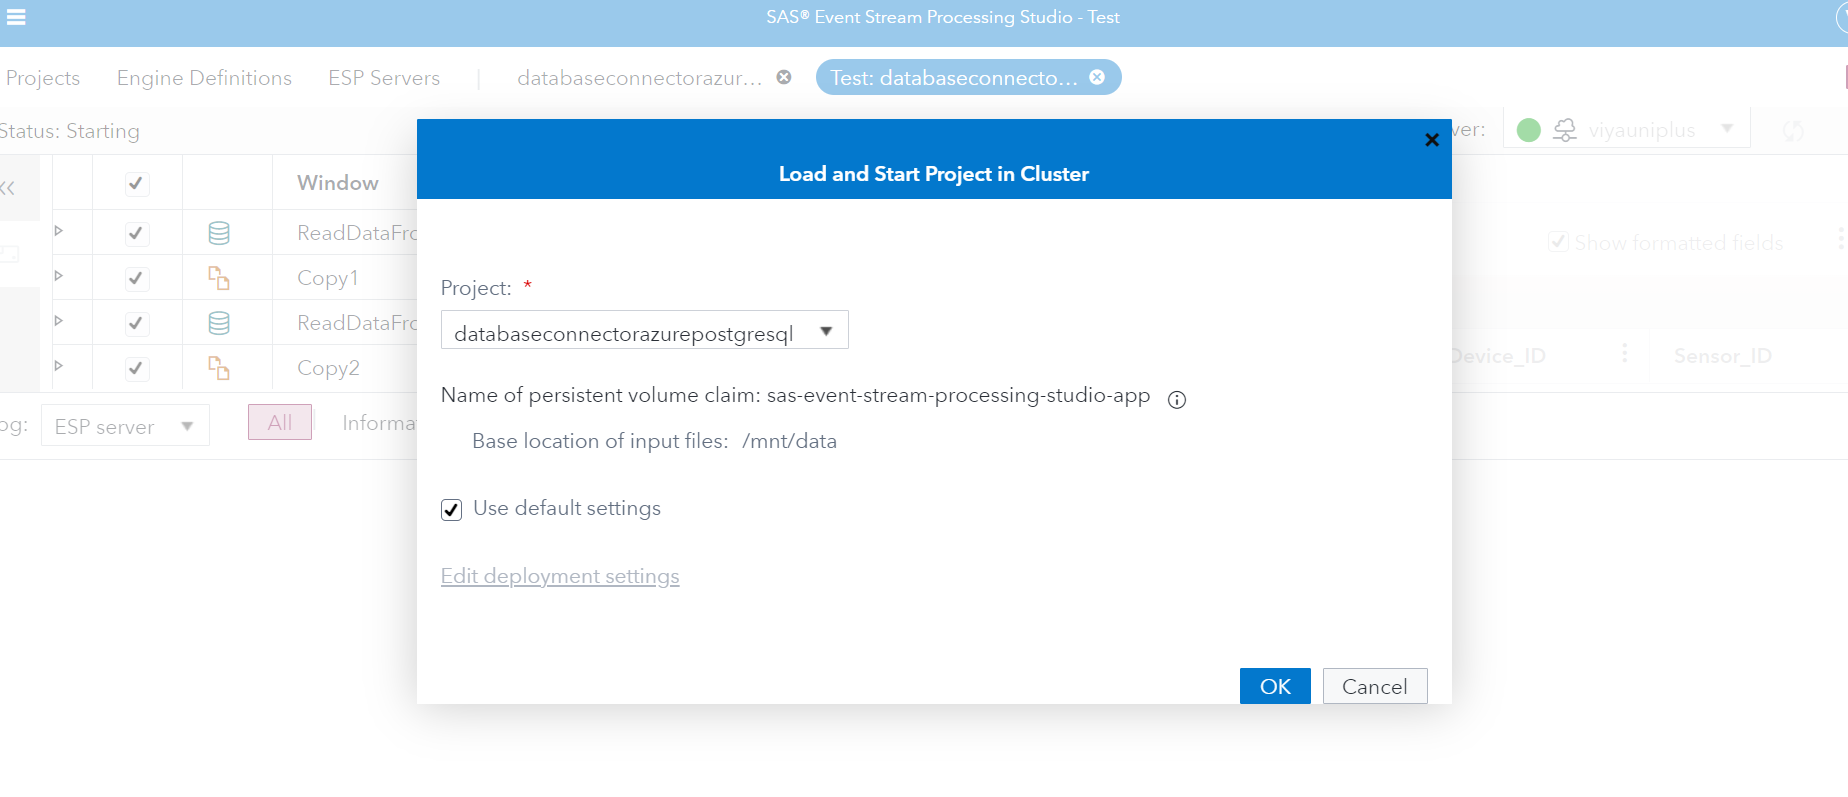 SAS® Event Stream Processing Studio - Test
Projects Engine Definitions ESP Servers | databaseconnectorazur... Test: databaseconnecto...
Status: Starting
ver: viyauniplus
Load and Start Project in Cluster
Window
ReadDataFro
Copy1
ReadDataFro
Copy2
Show formatted fields
Device_ID Sensor_ID
Project: *
databaseconnectorazurepostgresql
Name of persistent volume claim: sas-event-stream-processing-studio-app
Base location of input files: /mnt/data
og: ESP server All Informa
Use default settings
Edit deployment settings
OK Cancel